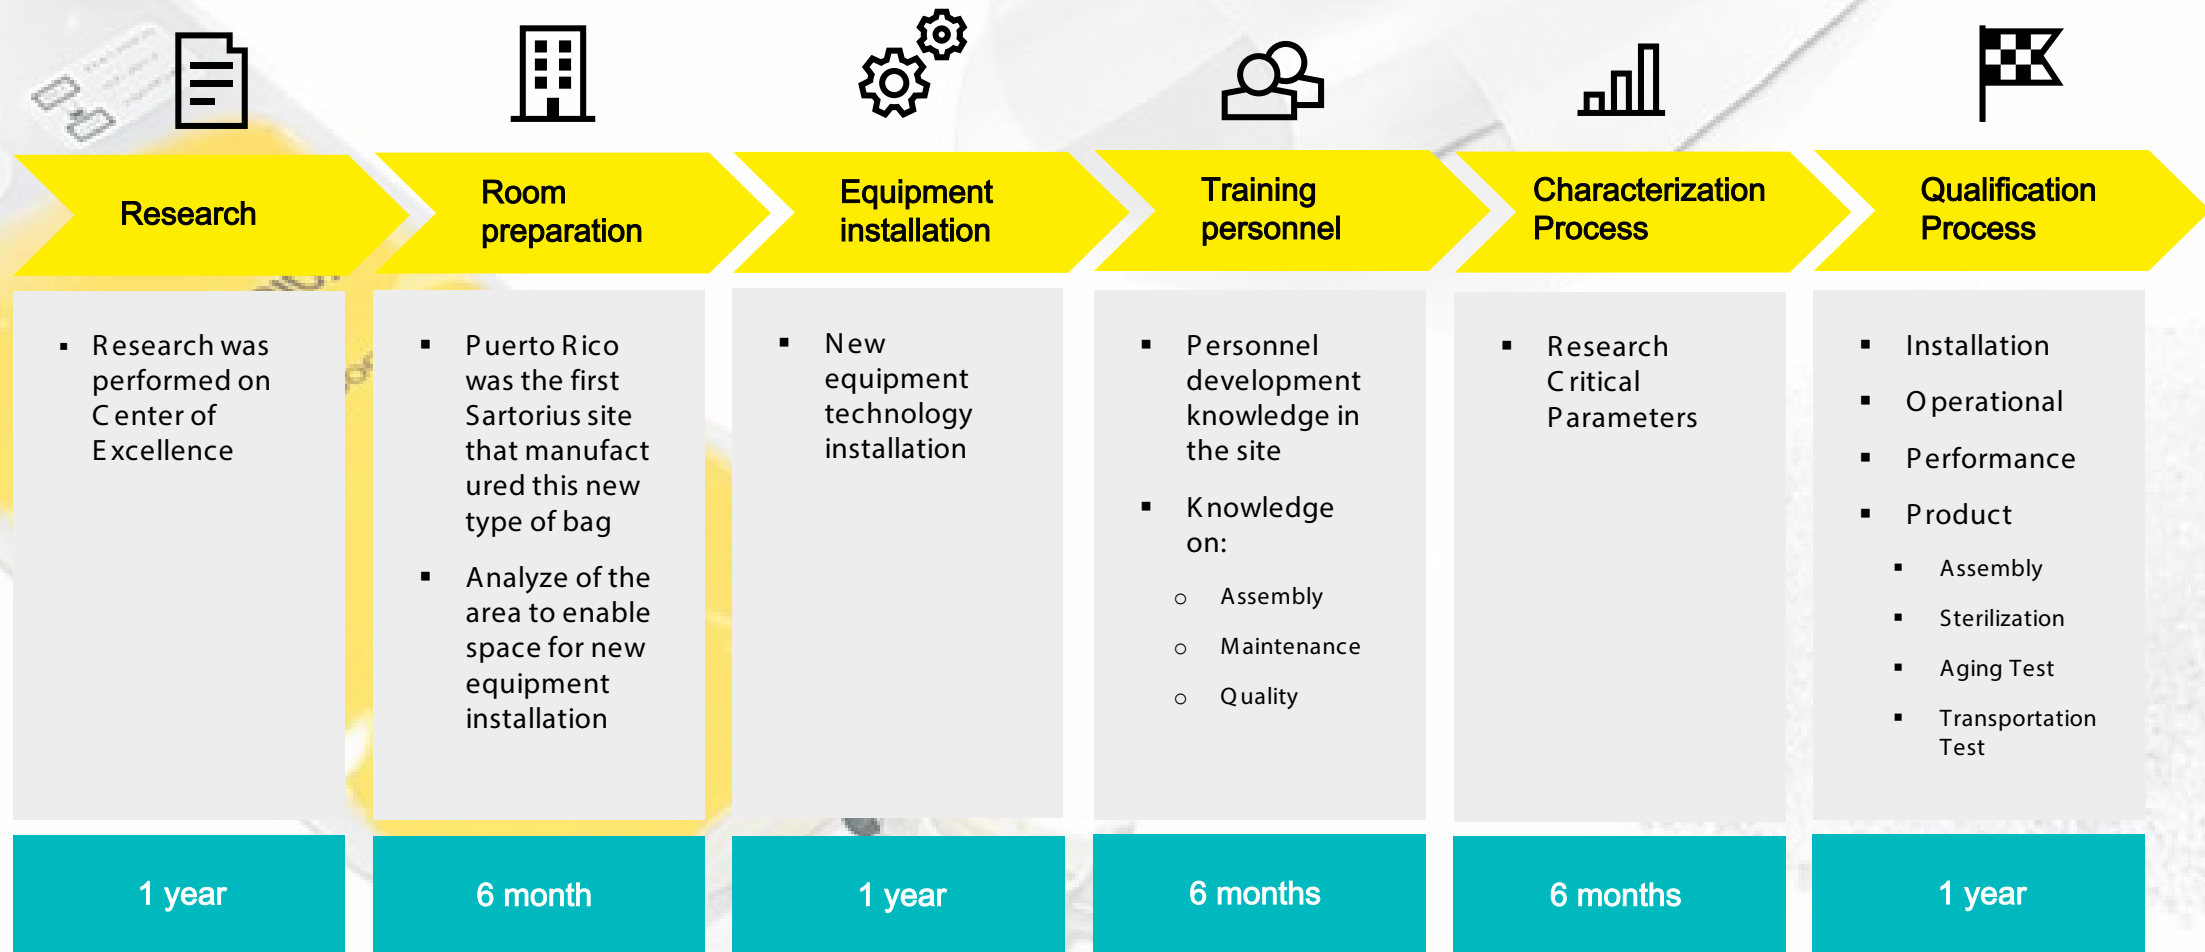 Research
Room
preparation
Equipment
installation
Training
personnel
Characterization
Process
Qualification
Process
▪ Research was
performed on
Center of
Excellence
▪ Puerto Rico
was the first
Sartorius site
that manufact
ured this new
type of bag
▪ Analyze of the
area to enable
space for new
equipment
installation
▪ New
equipment
technology
installation
▪ Personnel
development
knowledge in
the site
▪ Knowledge
on:
o Assembly
o Maintenance
o Quality
▪ Research
Critical
Parameters
▪ Installation
▪ Operational
▪ Performance
▪ Product
▪ Assembly
▪ Sterilization
▪ Aging Test
▪ Transportation
Test
1 year
6 month
1 year
6 months
6 months
1 year